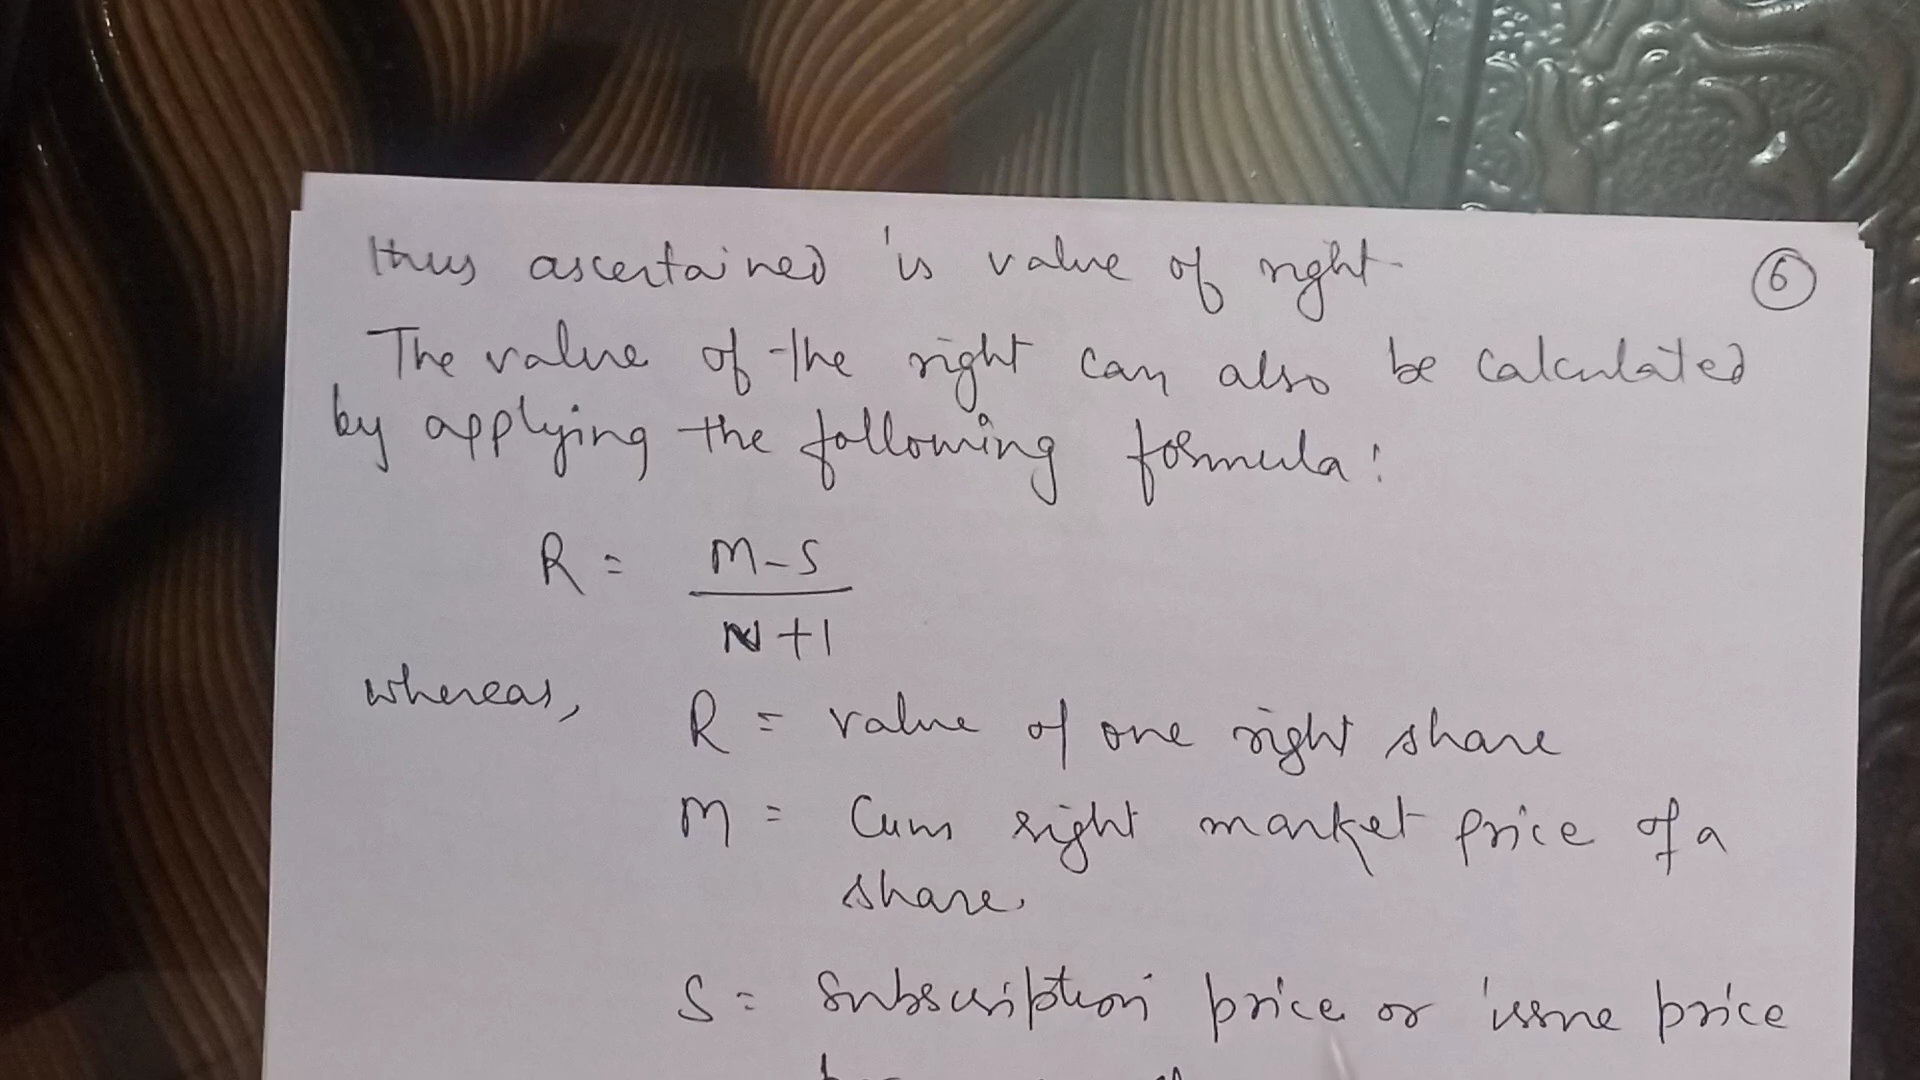 thus ascertained is value of right
6
The value of the right can also be calculated
by applying the following formula:
R = M-S
N+1
whereas,
R = value of one right share
M = Cum right market price of a
share.
S = Subscription price or issue price